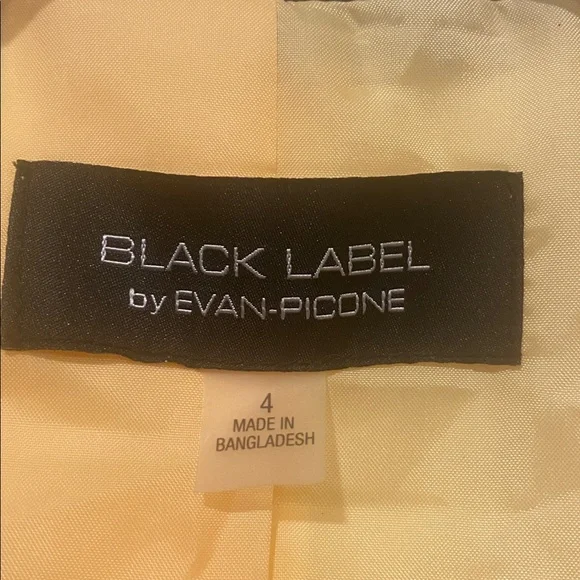 BLACK LABEL
by EVAN-PICONE
4
MADE IN
BANGLADESH